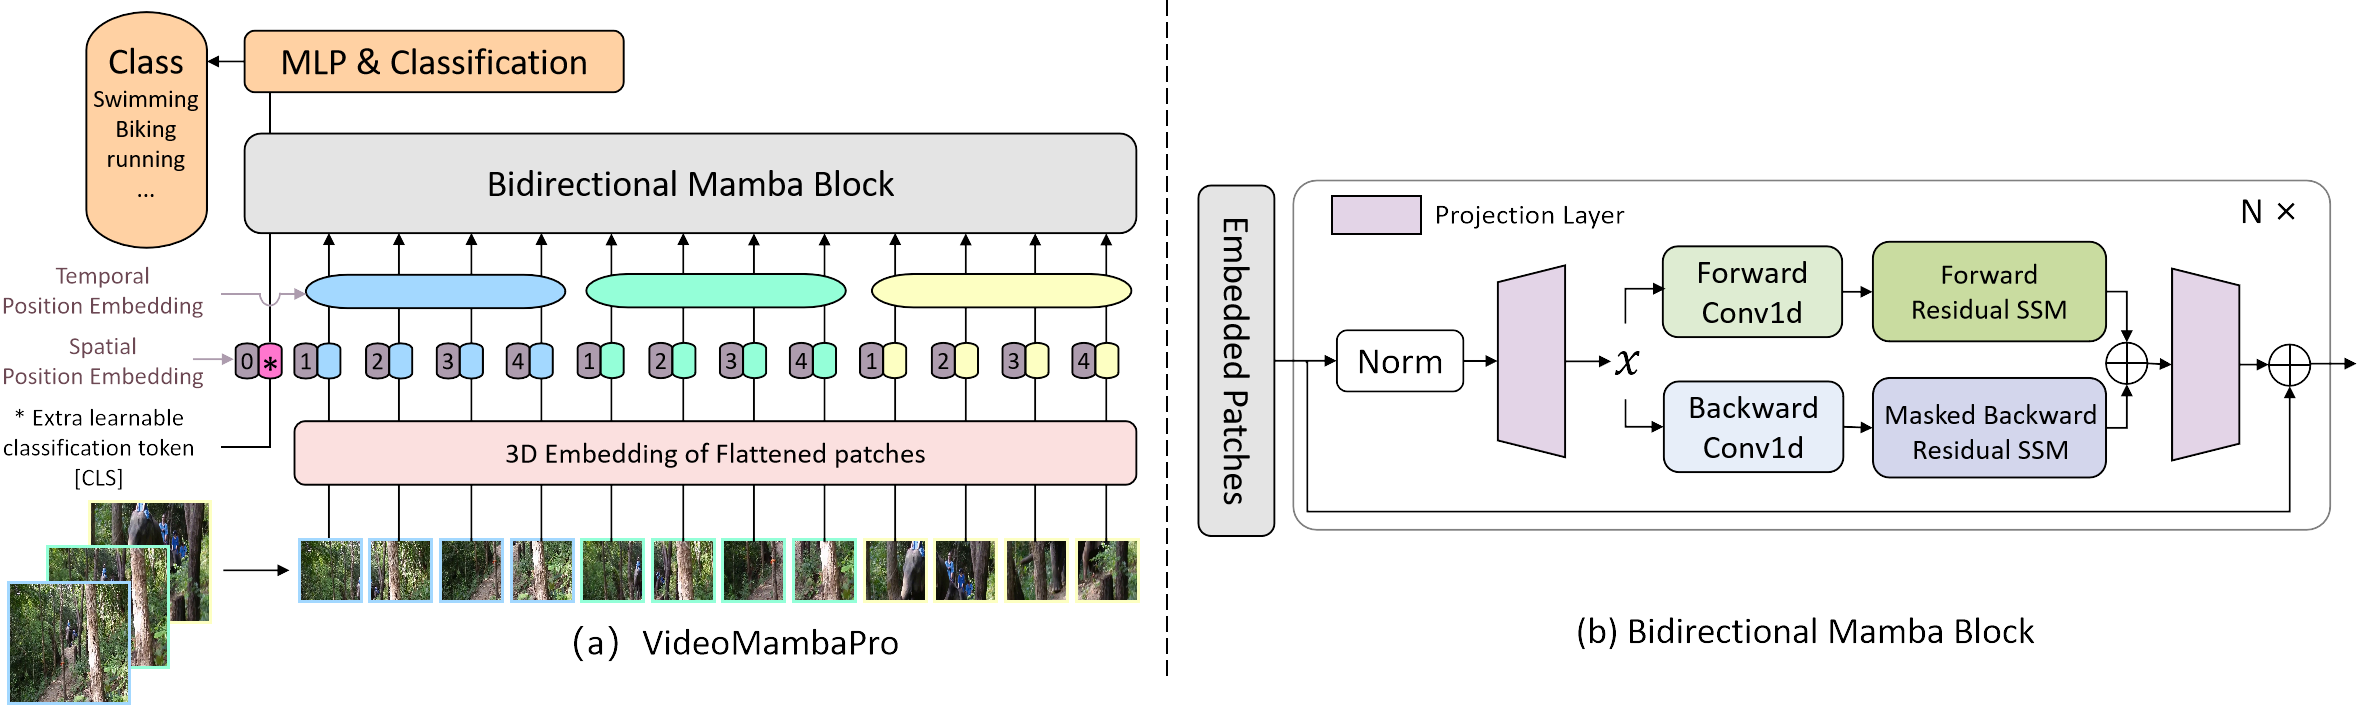 Class
Swimming
Biking
running
...
MLP & Classification
Bidirectional Mamba Block
Temporal
Position Embedding
Spatial
Position Embedding
0 * 1 2 3 4 1 2 3 4 1 2 3 4
* Extra learnable
classification token
[CLS]
3D Embedding of Flattened patches
(a) VideoMambaPro
Embedded Patches
Projection Layer
N ×
Norm
x
Forward
Conv1d
Forward
Residual SSM
Backward
Conv1d
Masked Backward
Residual SSM
(b) Bidirectional Mamba Block